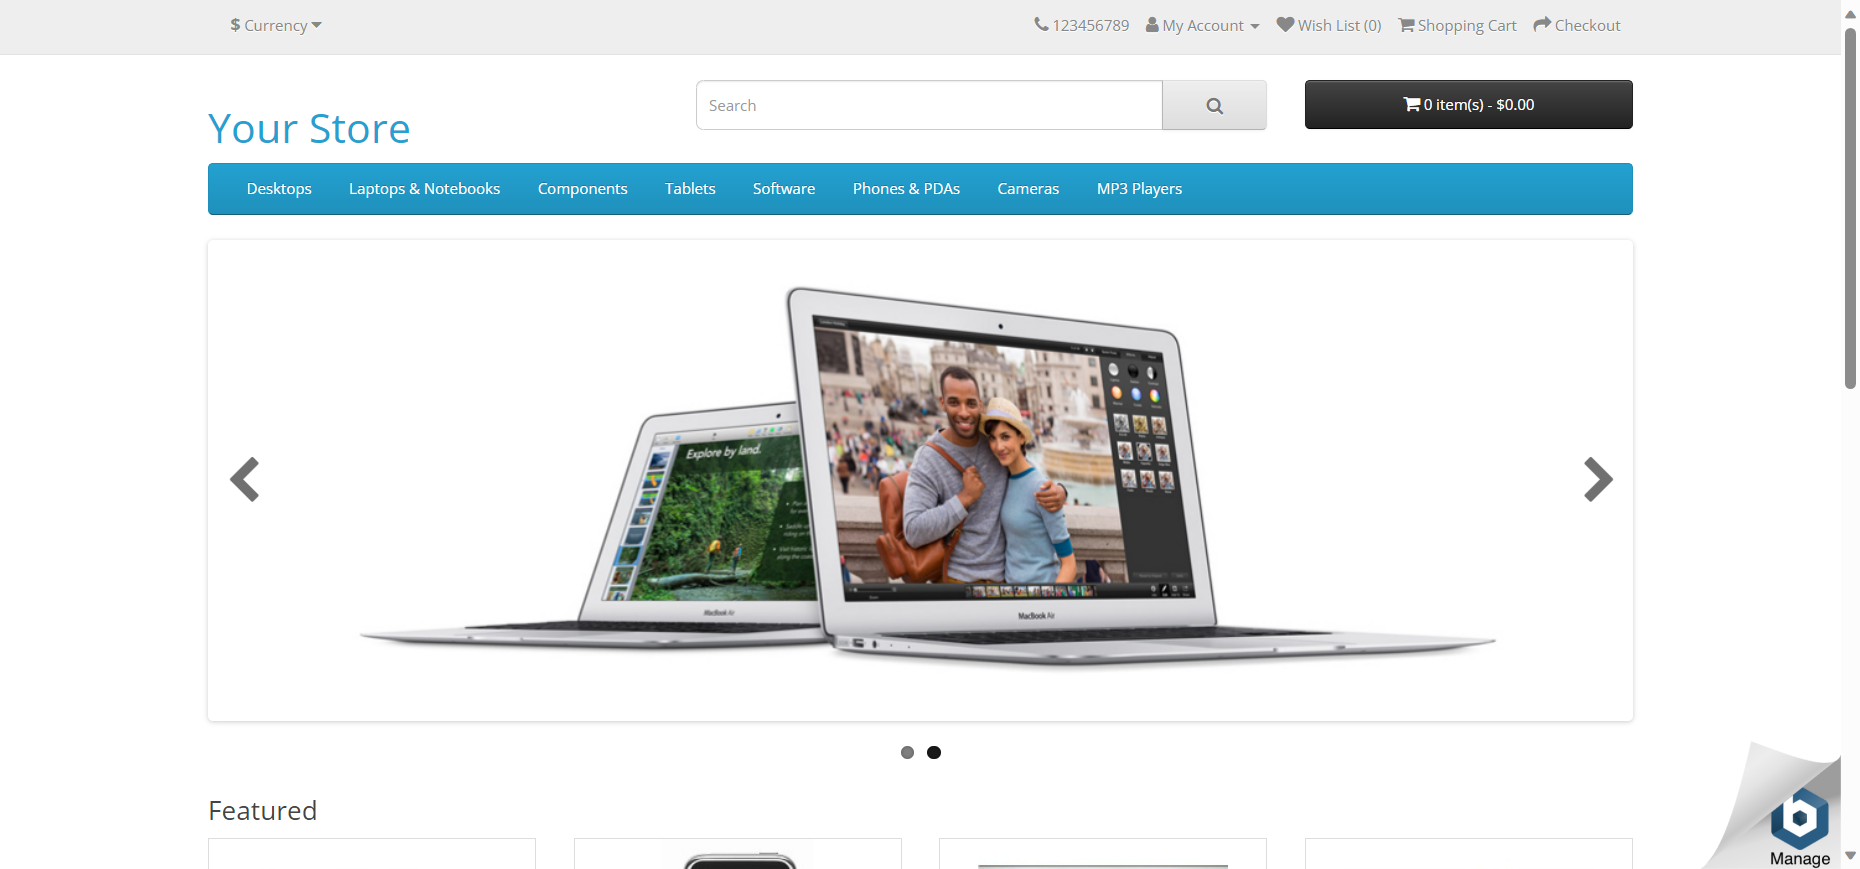 $ Currency
123456789 My Account Wish List (0) Shopping Cart Checkout
Your Store
Search
0 item(s) - $0.00
Desktops Laptops & Notebooks Components Tablets Software Phones & PDAs Cameras MP3 Players
Explore by land.
MacBook Air
MacBook Air
Featured
Manage